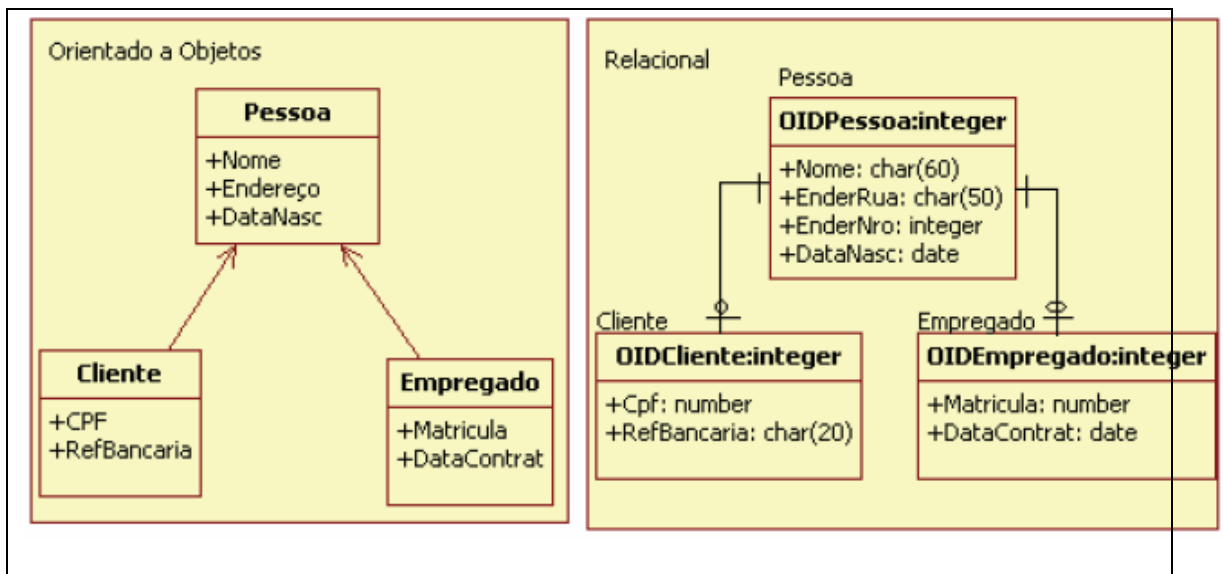 Orientado a Objetos
Pessoa
+Nome
+Endereço
+DataNasc
Cliente
+CPF
+RefBancaria
Empregado
+Matricula
+DataContrat
Relacional
Pessoa
OIDPessoa:integer
+Nome: char(60)
+EnderRua: char(50)
+EnderNro: integer
+DataNasc: date
Cliente
OIDCliente:integer
+Cpf: number
+RefBancaria: char(20)
Empregado
OIDEmpregado:integer
+Matricula: number
+DataContrat: date